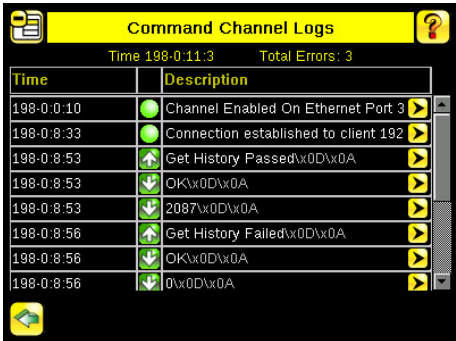 Command Channel Logs
?
Time 198-0:11:3 Total Errors: 3
Time Description
198-0:0:10 Channel Enabled On Ethernet Port 3
198-0:8:33 Connection established to client 192
198-0:8:53 Get History Passed\x0D\x0A
198-0:8:53 OK\x0D\x0A
198-0:8:53 2087\x0D\x0A
198-0:8:56 Get History Failed\x0D\x0A
198-0:8:56 OK\x0D\x0A
198-0:8:56 0\x0D\x0A